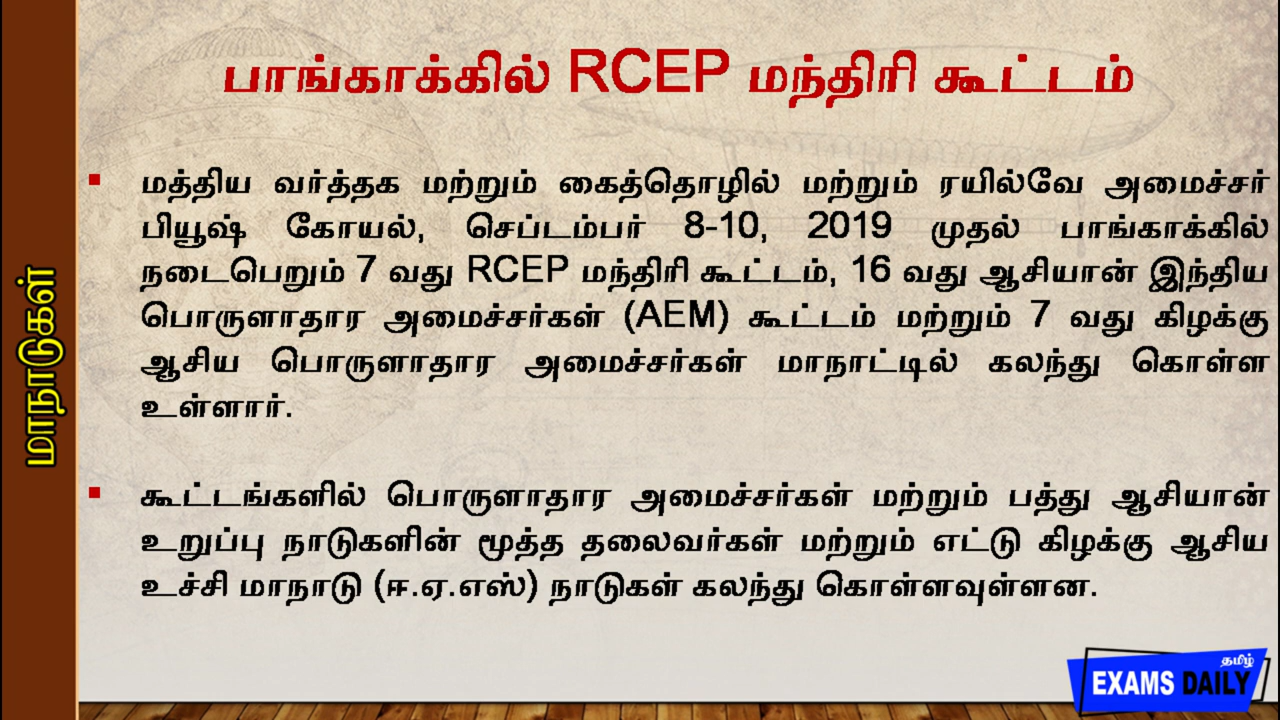 மாநாடுகள்
பாங்காக்கில் RCEP மந்திரி கூட்டம்
▪ மத்திய வர்த்தக மற்றும் கைத்தொழில் மற்றும் ரயில்வே அமைச்சர்
பியூஷ் கோயல், செப்டம்பர் 8-10, 2019 முதல் பாங்காக்கில்
நடைபெறும் 7 வது RCEP மந்திரி கூட்டம், 16 வது ஆசியான் இந்திய
பொருளாதார அமைச்சர்கள் (AEM) கூட்டம் மற்றும் 7 வது கிழக்கு
ஆசிய பொருளாதார அமைச்சர்கள் மாநாட்டில் கலந்து கொள்ள
உள்ளார்.
▪ கூட்டங்களில் பொருளாதார அமைச்சர்கள் மற்றும் பத்து ஆசியான்
உறுப்பு நாடுகளின் மூத்த தலைவர்கள் மற்றும் எட்டு கிழக்கு ஆசிய
உச்சி மாநாடு (ஈ.ஏ.எஸ்) நாடுகள் கலந்து கொள்ளவுள்ளன.
தமிழ்
EXAMS DAILY